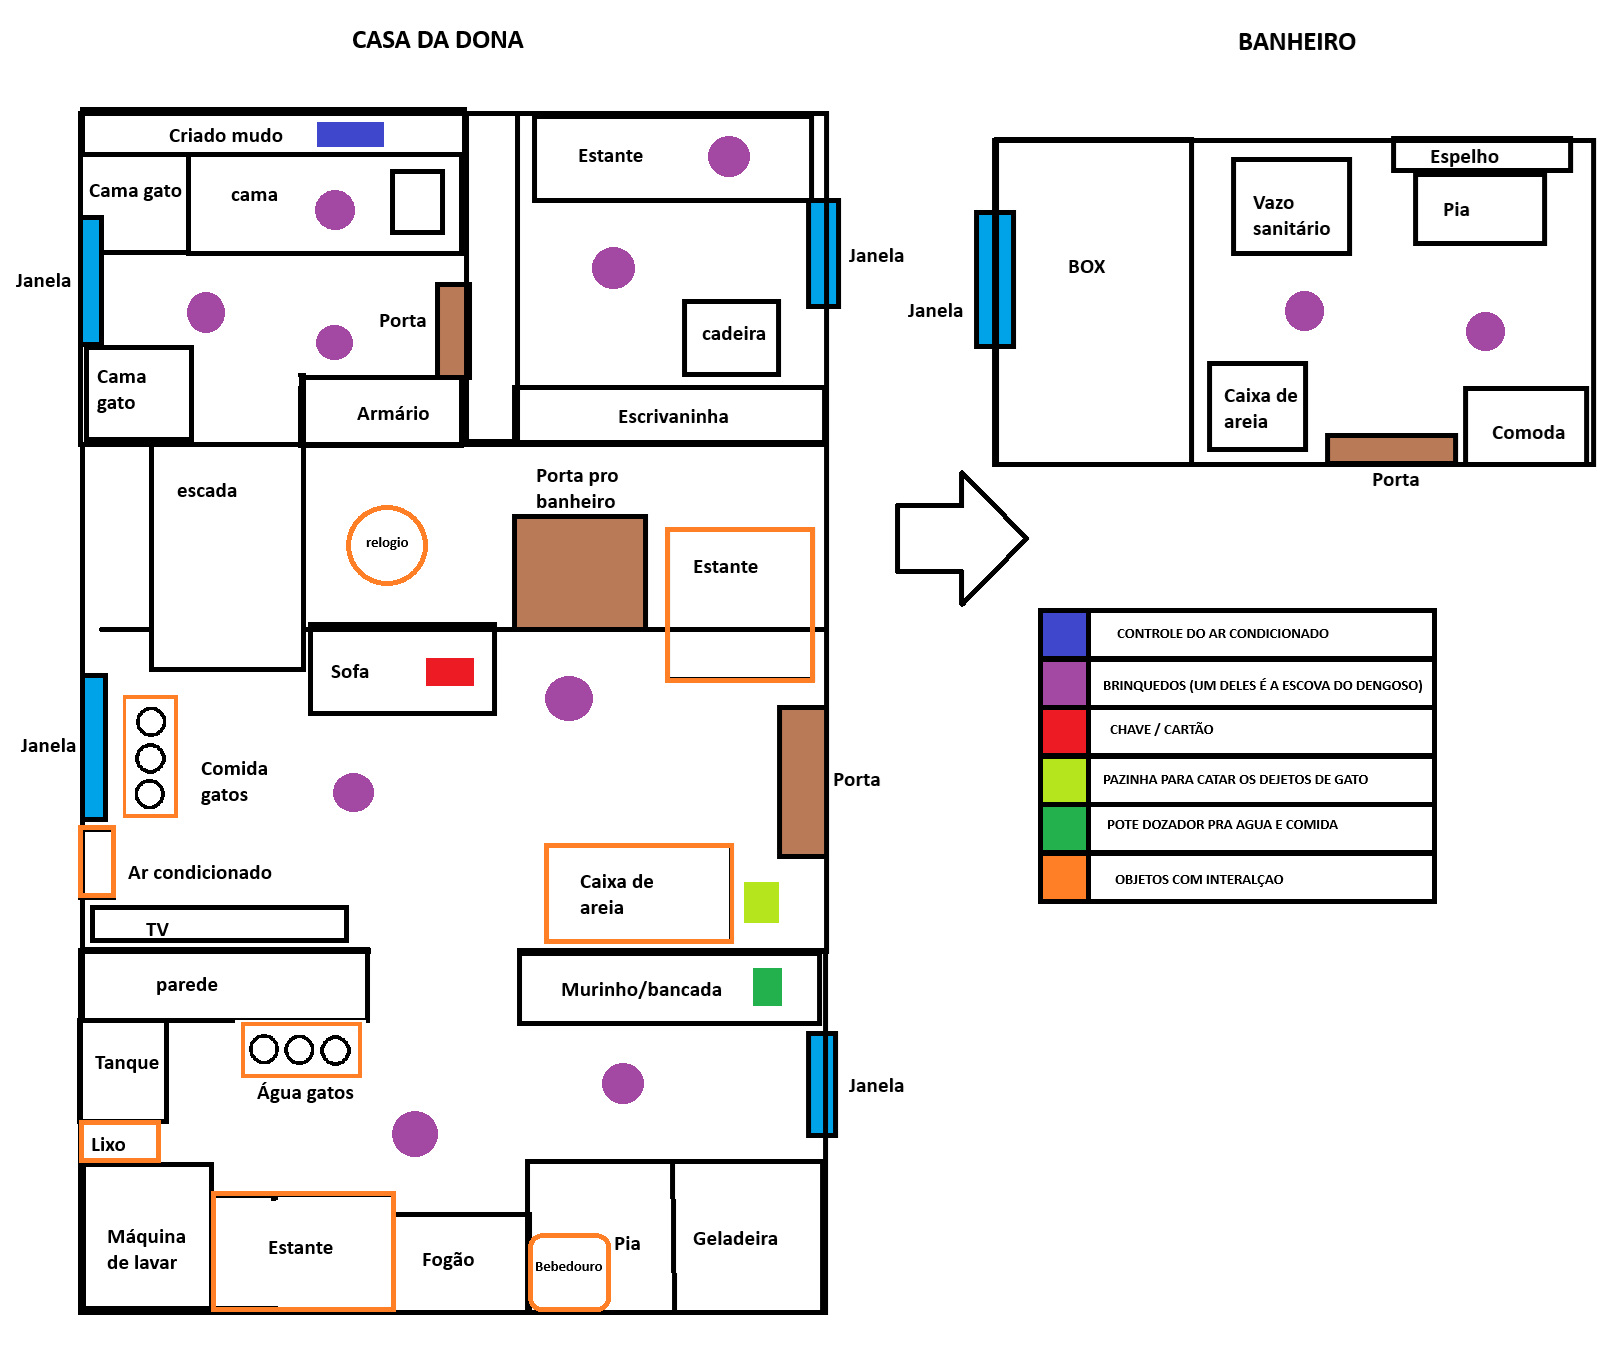 CASA DA DONA
BANHEIRO
Criado mudo
Estante
Cama gato
cama
Janela
Porta
Janela
cadeira
Cama
gato
Armário
Escrivaninha
Espelho
Vazo
sanitário
Pia
BOX
Janela
Caixa de
areia
Comoda
Porta
escada
relogio
Porta pro
banheiro
Estante
Sofa
Janela
Comida
gatos
Porta
Ar condicionado
Caixa de
areia
TV
parede
Murinho/bancada
Tanque
Água gatos
Janela
Lixo
Máquina
de lavar
Estante
Fogão
Bebedouro
Pia
Geladeira
CONTROLE DO AR CONDICIONADO
BRINQUEDOS (UM DELES É A ESCOVA DO DENGOSO)
CHAVE / CARTÃO
PAZINHA PARA CATAR OS DEJETOS DE GATO
POTE DOZADOR PRA AGUA E COMIDA
OBJETOS COM INTERALÇAO